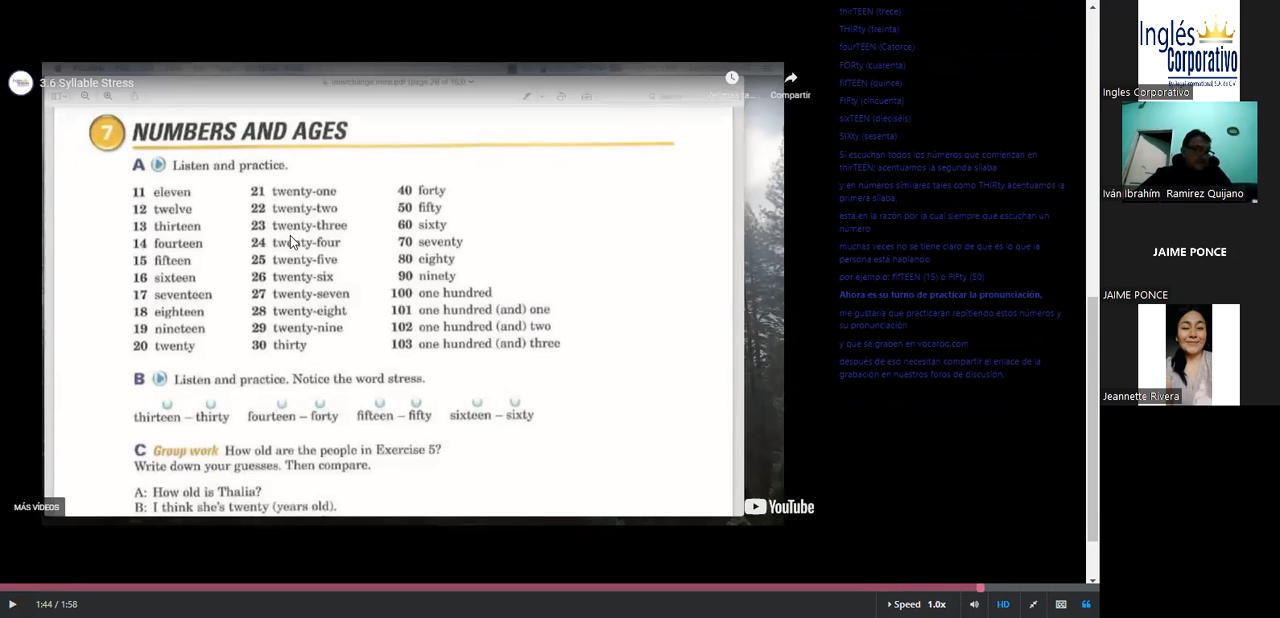 3.6 Syllable Stress
Compartir
7 NUMBERS AND AGES
A Listen and practice.
11 eleven 21 twenty-one 40 forty
12 twelve 22 twenty-two 50 fifty
13 thirteen 23 twenty-three 60 sixty
14 fourteen 24 twenty-four 70 seventy
15 fifteen 25 twenty-five 80 eighty
16 sixteen 26 twenty-six 90 ninety
17 seventeen 27 twenty-seven 100 one hundred
18 eighteen 28 twenty-eight 101 one hundred (and) one
19 nineteen 29 twenty-nine 102 one hundred (and) two
20 twenty 30 thirty 103 one hundred (and) three
B Listen and practice. Notice the word stress.
thirteen – thirty fourteen – forty fifteen – fifty sixteen – sixty
C Group work How old are the people in Exercise 5?
Write down your guesses. Then compare.
A: How old is Thalia?
B: I think she's twenty (years old).
MÁS VÍDEOS
YouTube
1:44 / 1:58
Speed 1.0x
HD
thirTEEN (trece)
THIRty (treinta)
fourTEEN (Catorce)
FORty (cuarenta)
fifTEEN (quince)
FIFty (cincuenta)
sixTEEN (dieciséis)
SIXty (sesenta)
Si escuchan todos los números que comienzan en
thirTEEN; acentuamos la segunda sílaba
y en números similares tales como THIRty acentuamos la
primera sílaba,
está en la razón por la cual siempre que escuchan un
número
muchas veces no se tiene claro de qué es lo que la
persona está hablando
por ejemplo: fifTEEN (15) o FIFty (50)
Ahora es su turno de practicar la pronunciación,
me gustaría que practicaran repitiendo estos números y
su pronunciación
y que se graben en vocaroo.com
después de eso necesitan compartir el enlace de la
grabación en nuestros foros de discusión.
Inglés
Corporativo
Ingles Corporativo
Iván Ibrahím Ramirez Quijano
JAIME PONCE
JAIME PONCE
Jeannette Rivera